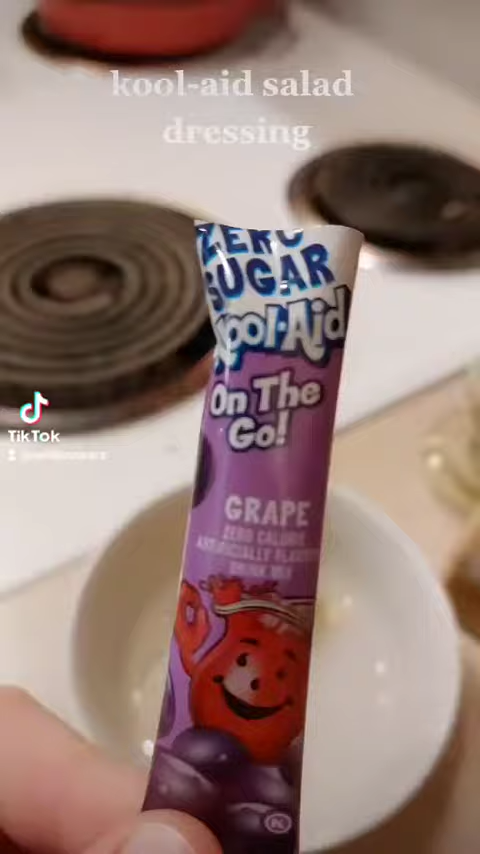 kool-aid salad
dressing
ZERO
SUGAR
Kool-Aid
On The
Go!
TikTok
GRAPE
ZERO CALORIE
ARTIFICIALLY FLAVORED
DRINK MIX